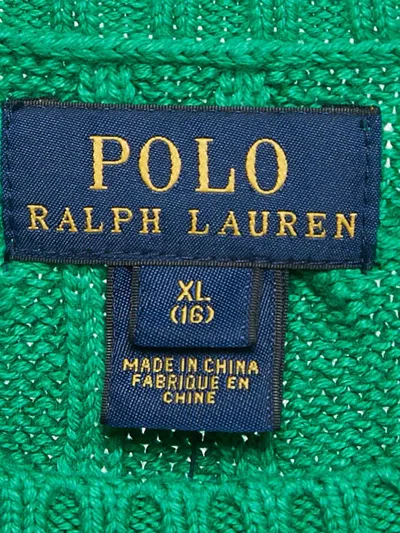 POLO
RALPH LAUREN
XL
(16)
MADE IN CHINA
FABRIQUE EN
CHINE